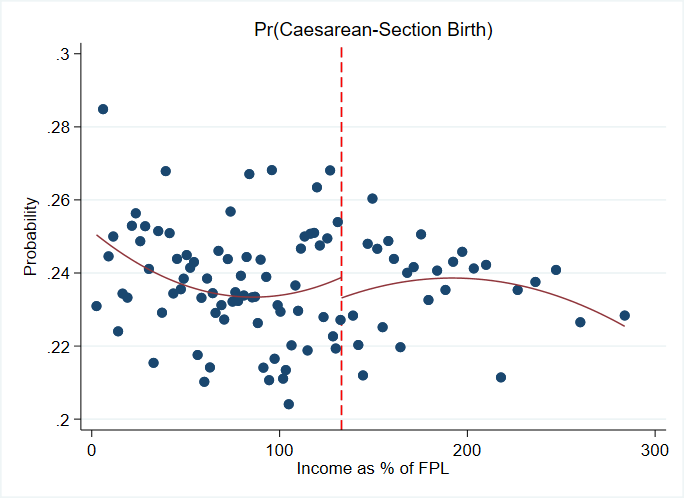 Pr(Caesarean-Section Birth)
.3
.28
.26
.24
.22
.2
Probability
0 100 200 300
Income as % of FPL